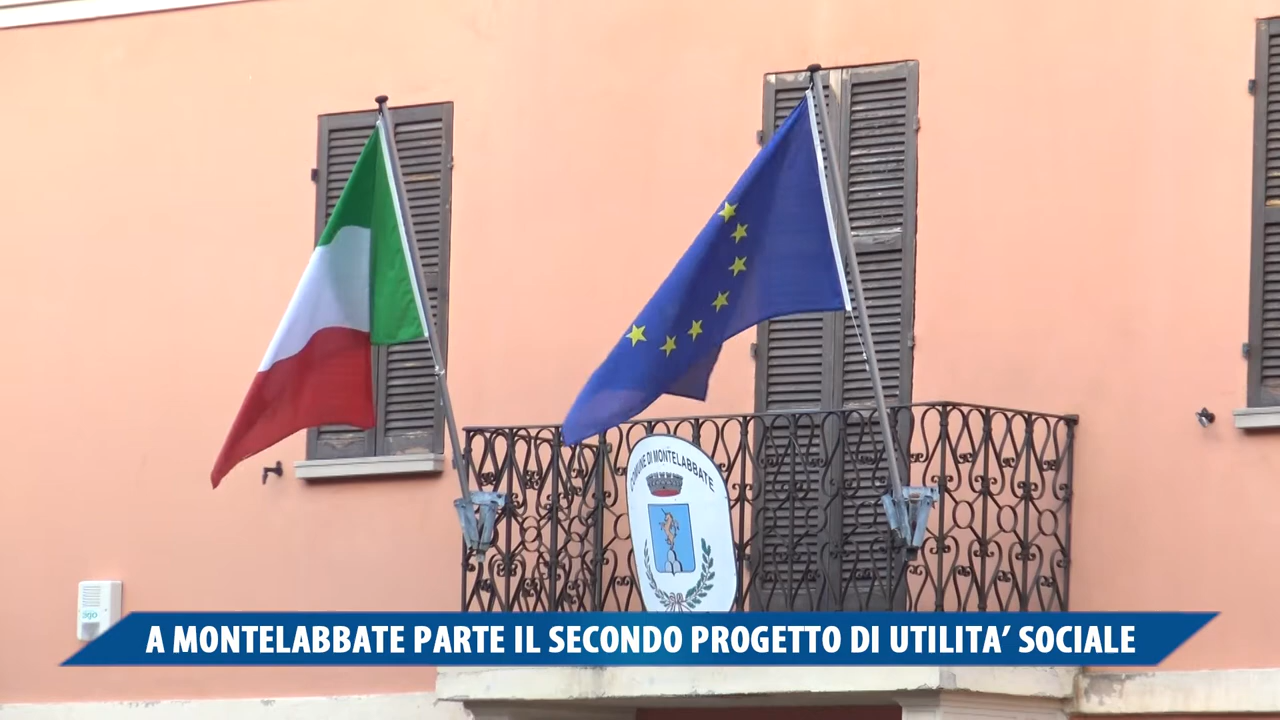 COMUNE DI MONTELABBATE
A MONTELABBATE PARTE IL SECONDO PROGETTO DI UTILITA’ SOCIALE